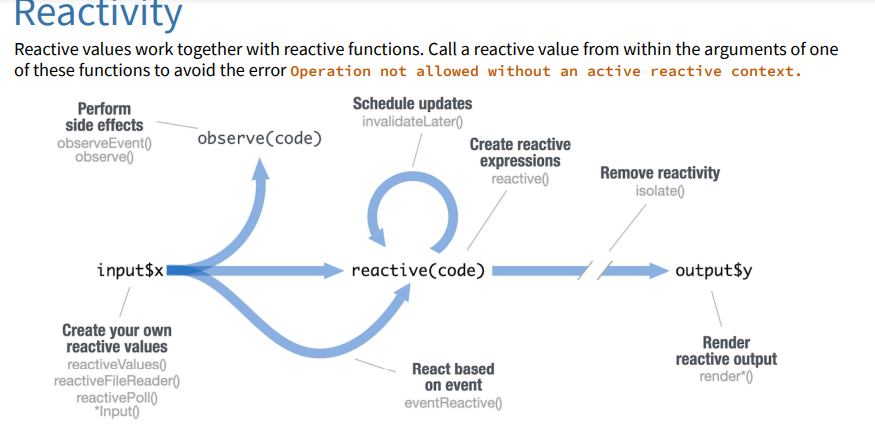 Reactivity
Reactive values work together with reactive functions. Call a reactive value from within the arguments of one
of these functions to avoid the error Operation not allowed without an active reactive context.
Perform
side effects
observeEvent()
observe()
observe(code)
Schedule updates
invalidateLater()
Create reactive
expressions
reactive()
Remove reactivity
isolate()
input$x
reactive(code)
output$y
Create your own
reactive values
reactiveValues()
reactiveFileReader()
reactivePoll()
*Input()
React based
on event
eventReactive()
Render
reactive output
render*()